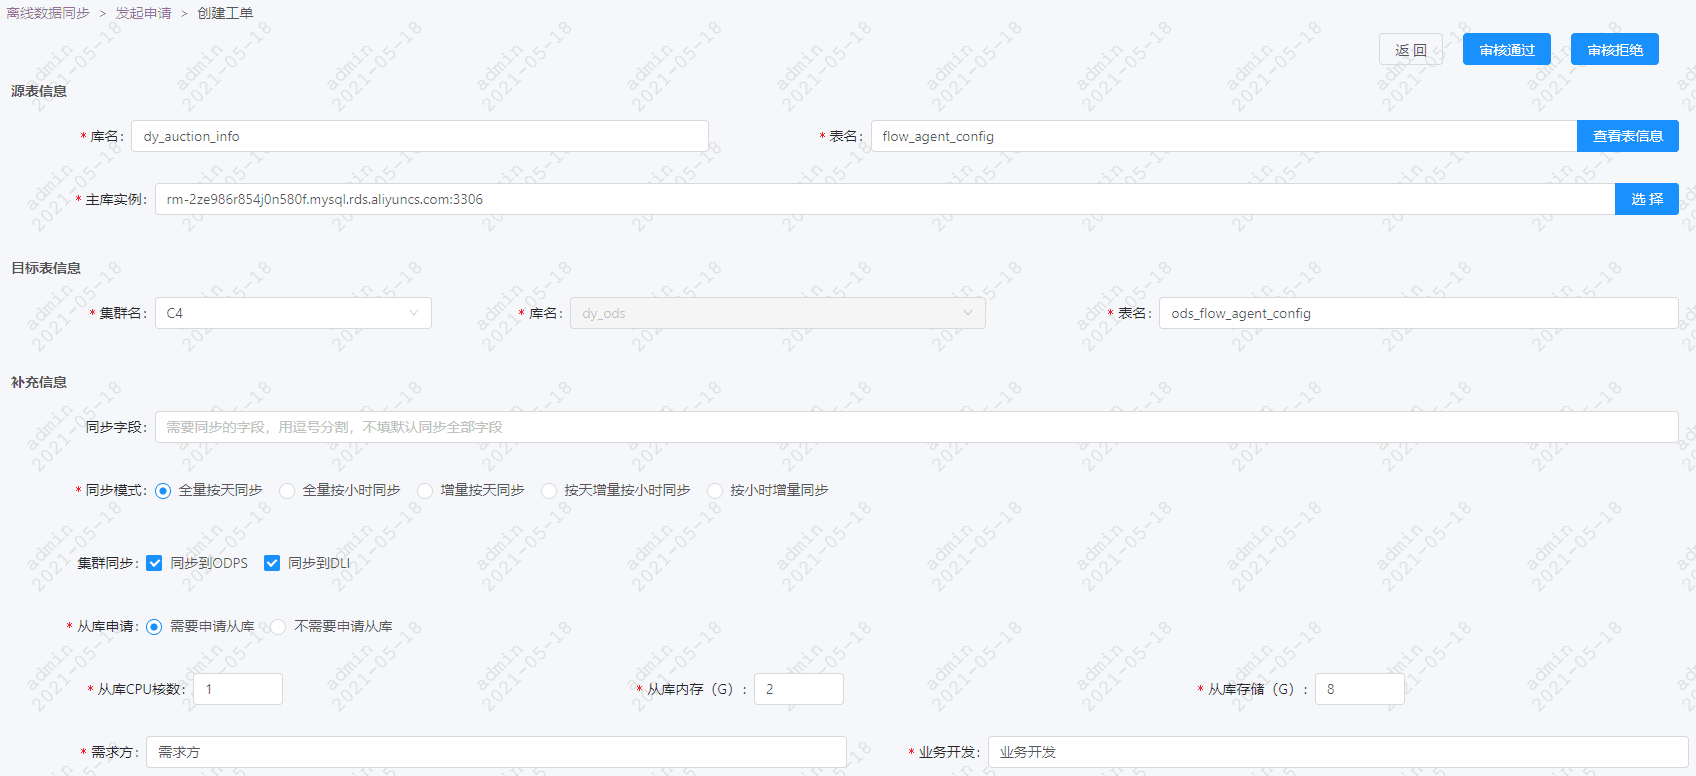 离线数据同步 > 发起申请 > 创建工单
返 回 审核通过 审核拒绝
源表信息
* 库名: dy_auction_info * 表名: flow_agent_config 查看表信息
* 主库实例: rm-2ze986r854j0n580f.mysql.rds.aliyuncs.com:3306 选 择
目标表信息
* 集群名: C4 * 库名: dy_ods * 表名: ods_flow_agent_config
补充信息
同步字段: 需要同步的字段，用逗号分割，不填默认同步全部字段
* 同步模式: 全量按天同步 全量按小时同步 增量按天同步 按天增量按小时同步 按小时增量同步
集群同步: 同步到ODPS 同步到DLI
* 从库申请: 需要申请从库 不需要申请从库
* 从库CPU核数: 1 * 从库内存（G）: 2 * 从库存储（G）: 8
* 需求方: 需求方 * 业务开发: 业务开发
admin
2021-05-18